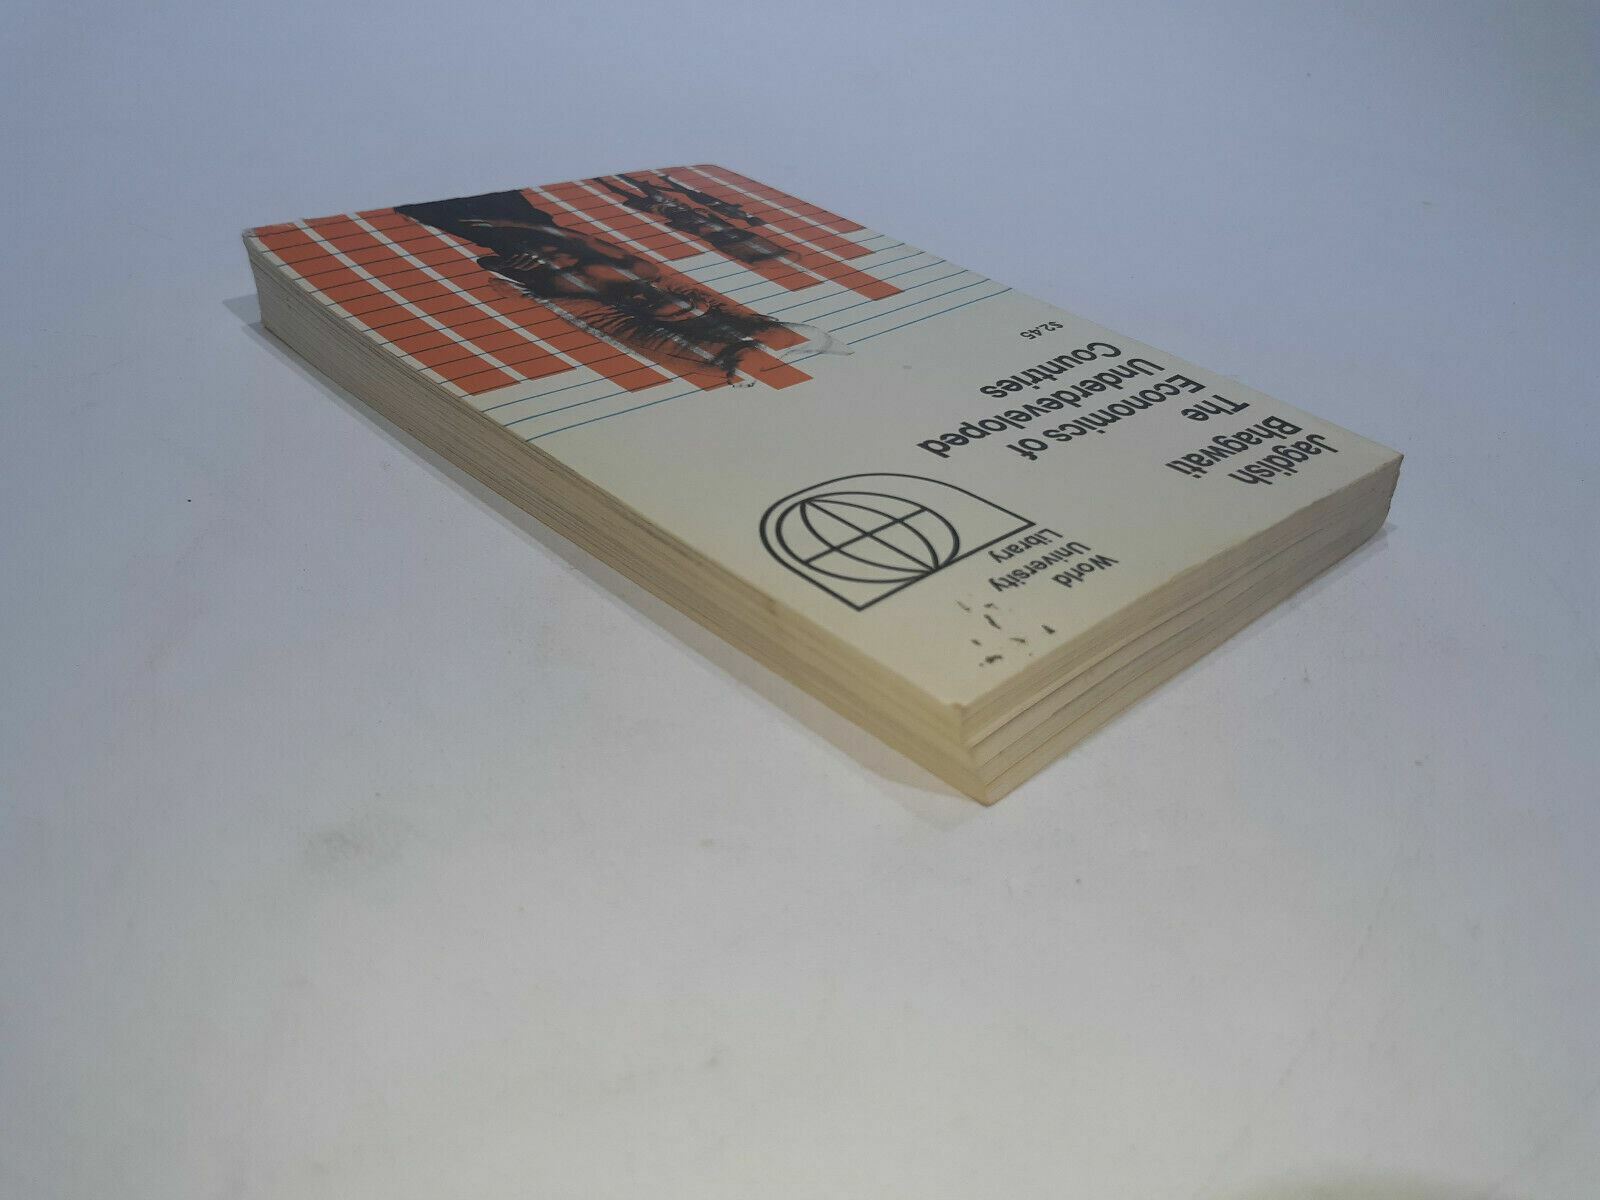 World
University
Library
Jagdish
Bhagwati
The
Economics of
Underdeveloped
Countries
$2.45